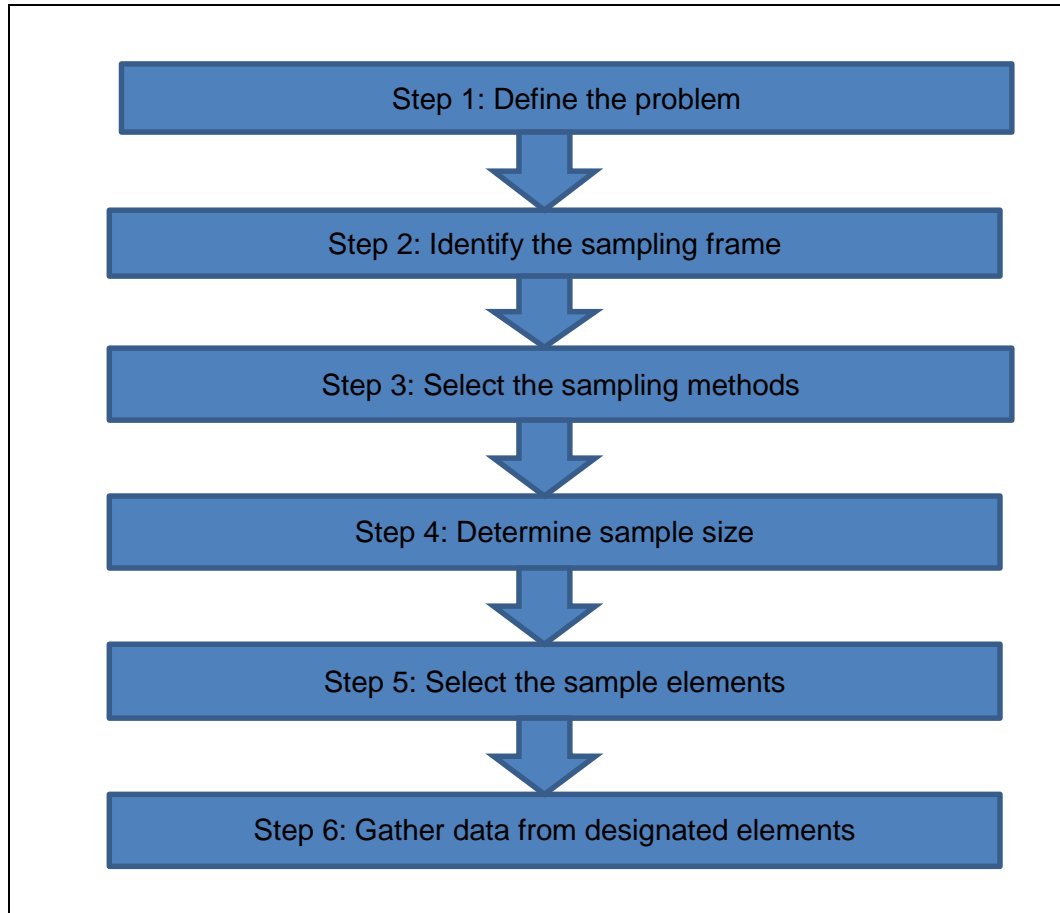 Step 1: Define the problem
Step 2: Identify the sampling frame
Step 3: Select the sampling methods
Step 4: Determine sample size
Step 5: Select the sample elements
Step 6: Gather data from designated elements